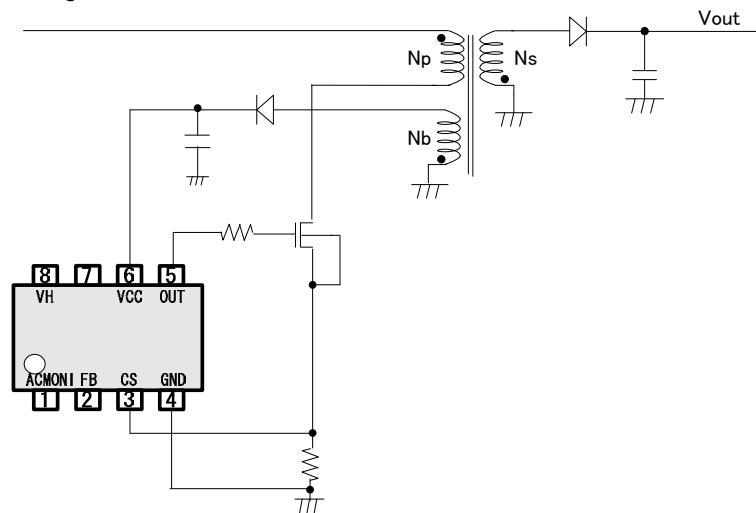 Vout
Np Ns
Nb
8 7 6 5
VH VCC OUT
ACMONI FB CS GND
1 2 3 4